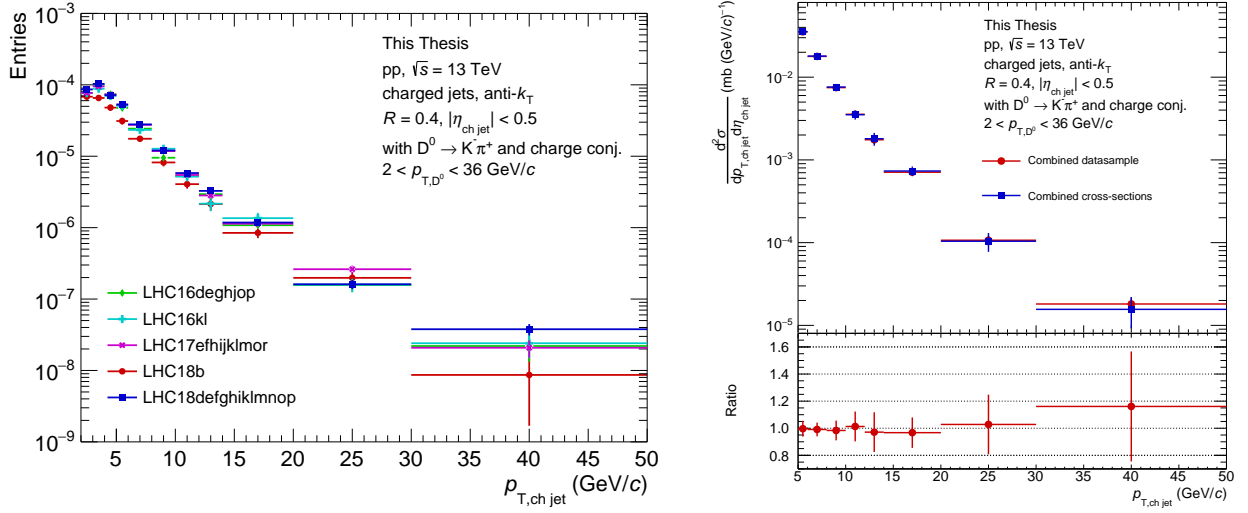 Entries
10⁻³
10⁻⁴
10⁻⁵
10⁻⁶
10⁻⁷
10⁻⁸
10⁻⁹
This Thesis
pp, √s = 13 TeV
charged jets, anti-k_T
R = 0.4, |η_ch jet| < 0.5
with D⁰ → K⁻π⁺ and charge conj.
2 < p_T,D⁰ < 36 GeV/c
LHC16deghjop
LHC16kl
LHC17efhijklmor
LHC18b
LHC18defghiklmnop
5 10 15 20 25 30 35 40 45 50
p_T,ch jet (GeV/c)
d²σ/dp_T,ch jet dη_ch jet (mb (GeV/c)⁻¹)
10⁻²
10⁻³
10⁻⁴
10⁻⁵
This Thesis
pp, √s = 13 TeV
charged jets, anti-k_T
R = 0.4, |η_ch jet| < 0.5
with D⁰ → K⁻π⁺ and charge conj.
2 < p_T,D⁰ < 36 GeV/c
Combined datasample
Combined cross-sections
Ratio
1.6
1.4
1.2
1.0
0.8
5 10 15 20 25 30 35 40 45 50
p_T,ch jet (GeV/c)